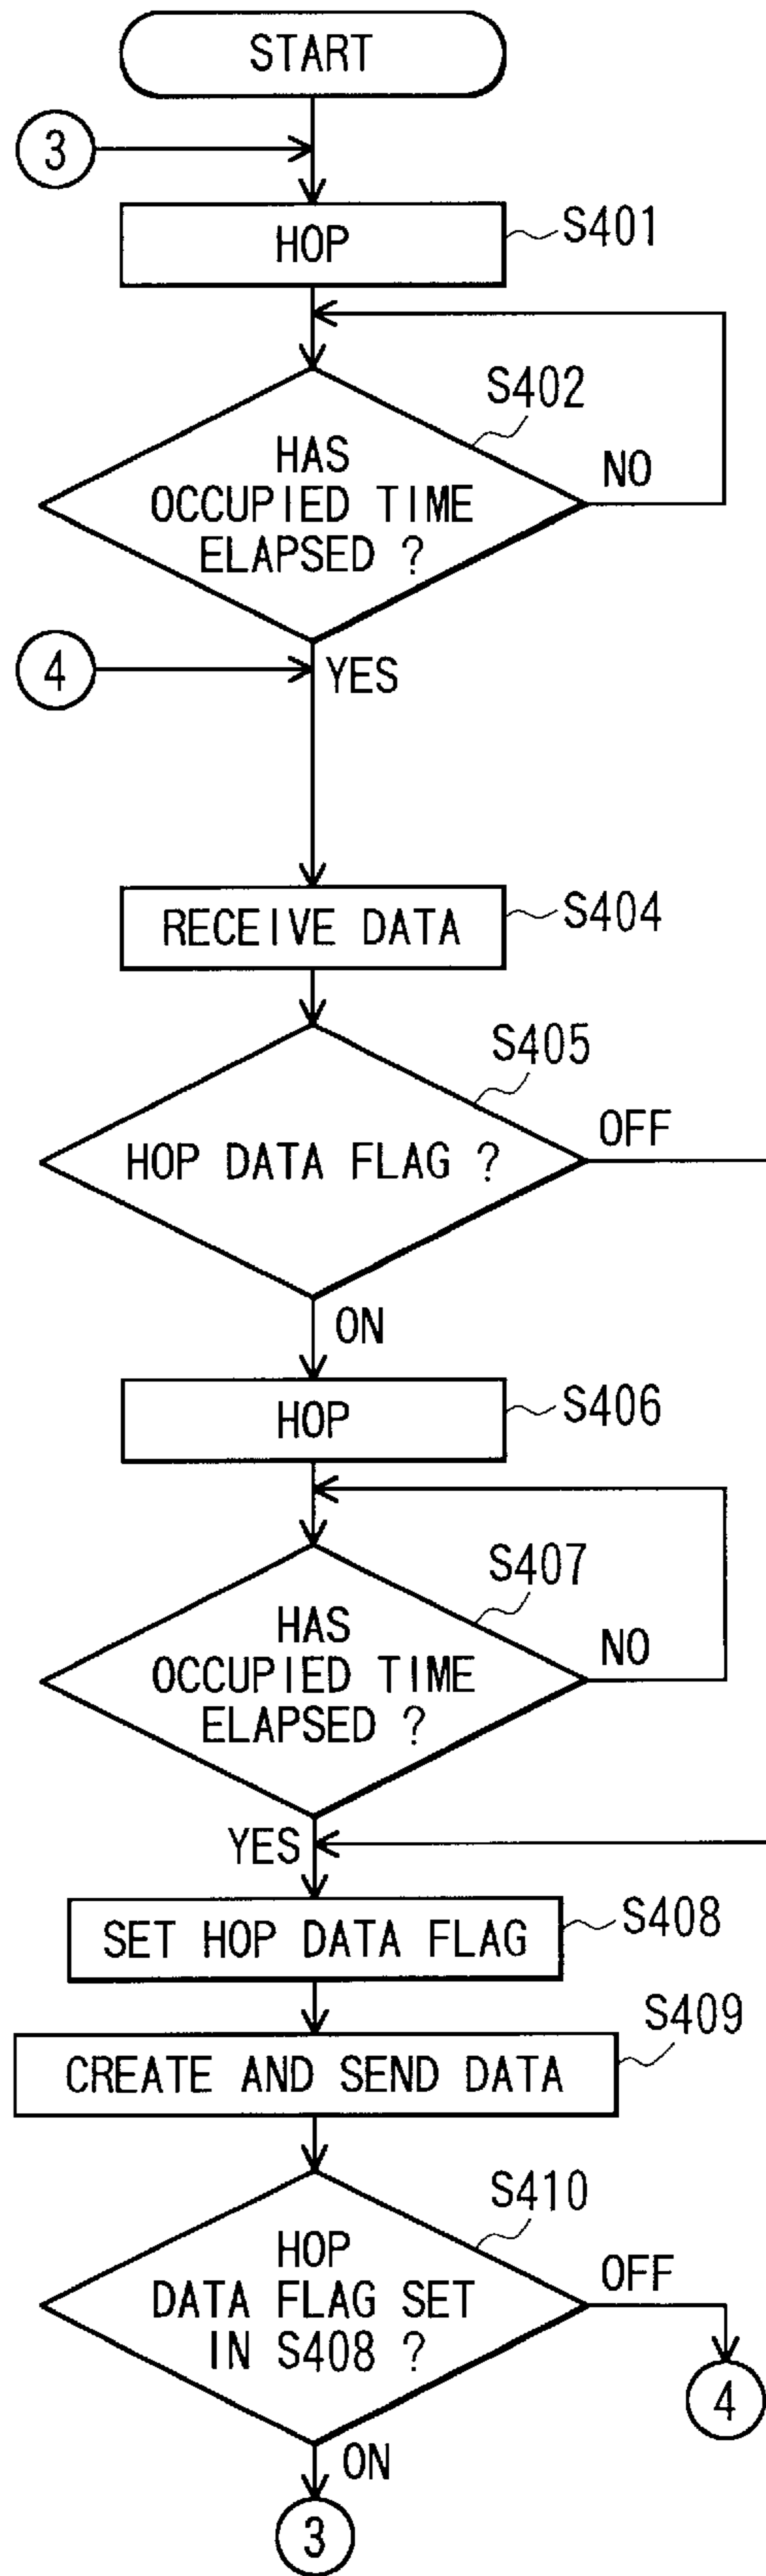 START
3
HOP
S401
S402
HAS
OCCUPIED TIME
ELAPSED ?
NO
4
YES
RECEIVE DATA
S404
S405
HOP DATA FLAG ?
OFF
ON
HOP
S406
S407
HAS
OCCUPIED TIME
ELAPSED ?
NO
YES
SET HOP DATA FLAG
S408
S409
CREATE AND SEND DATA
S410
HOP
DATA FLAG SET
IN S408 ?
OFF
4
ON
3